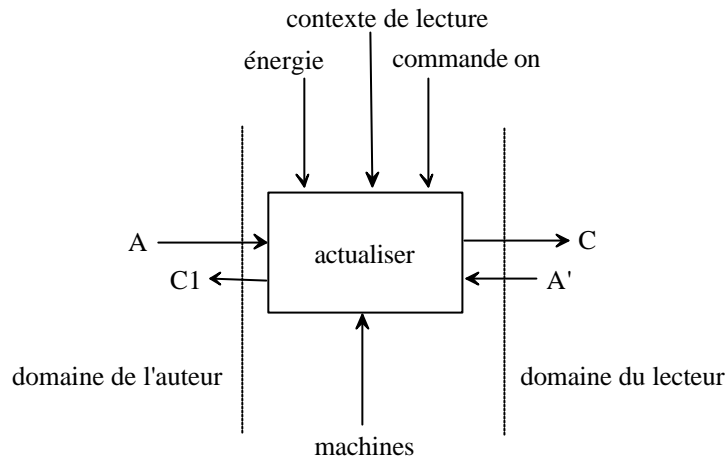 contexte de lecture
énergie
commande on
A
actualiser
C
C1
A'
domaine de l'auteur
domaine du lecteur
machines